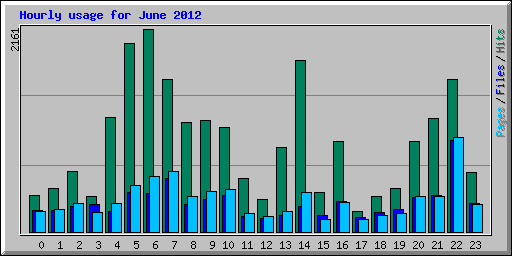 Hourly usage for June 2012
2161
Pages/Files/Hits
0 1 2 3 4 5 6 7 8 9 10 11 12 13 14 15 16 17 18 19 20 21 22 23